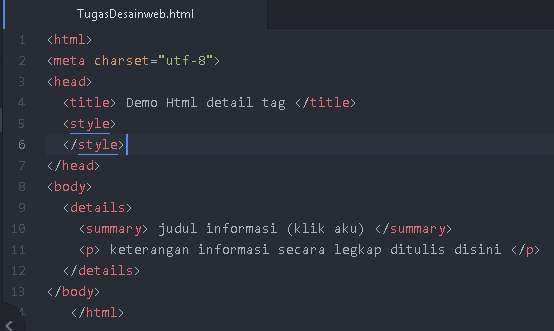 TugasDesainweb.html
1 <html>
2 <meta charset="utf-8">
3 <head>
4 <title> Demo Html detail tag </title>
5 <style>
6 </style>
7 </head>
8 <body>
9 <details>
10 <summary> judul informasi (klik aku) </summary>
11 <p> keterangan informasi secara legkap ditulis disini </p>
12 </details>
13 </body>
</html>